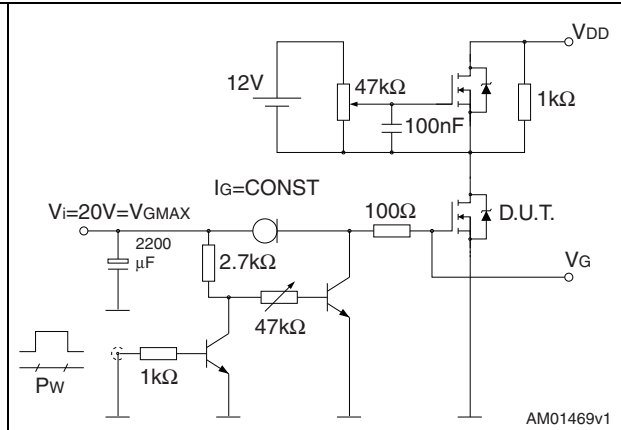 VDD
12V
47kΩ
1kΩ
100nF
IG=CONST
Vi=20V=VGMAX
100Ω
D.U.T.
2200
μF
2.7kΩ
VG
47kΩ
1kΩ
PW
AM01469v1